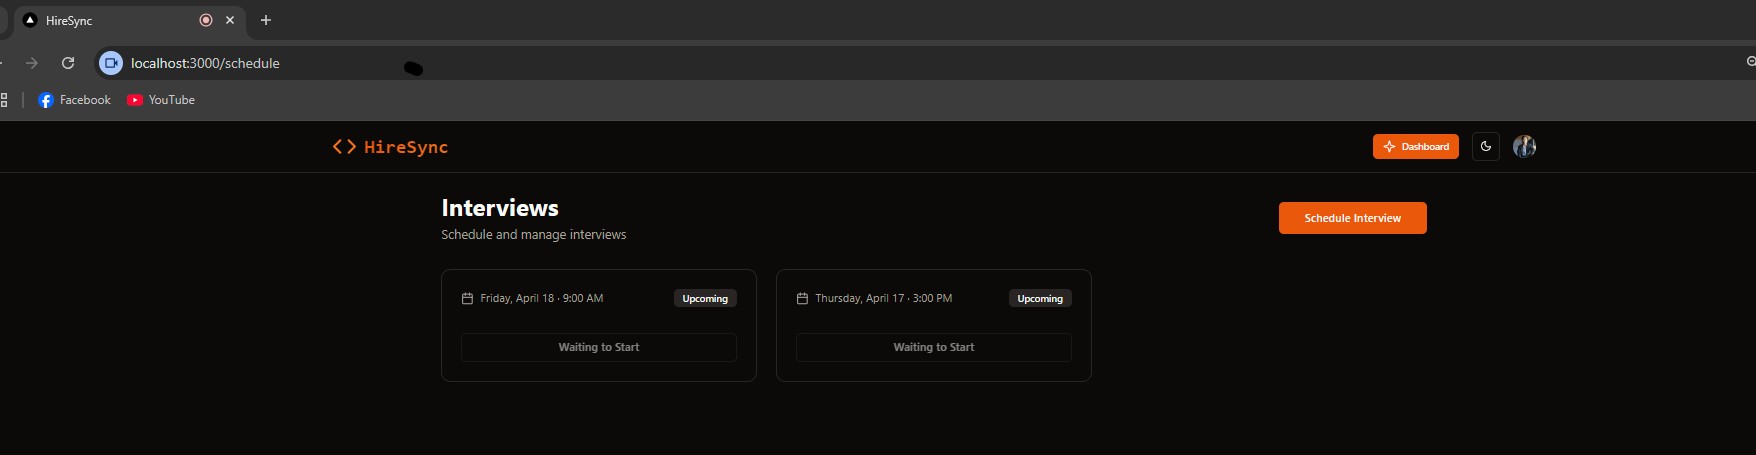 HireSync
localhost:3000/schedule
Facebook YouTube
HireSync
Dashboard
Interviews
Schedule and manage interviews
Schedule Interview
Friday, April 18 · 9:00 AM Upcoming
Waiting to Start
Thursday, April 17 · 3:00 PM Upcoming
Waiting to Start